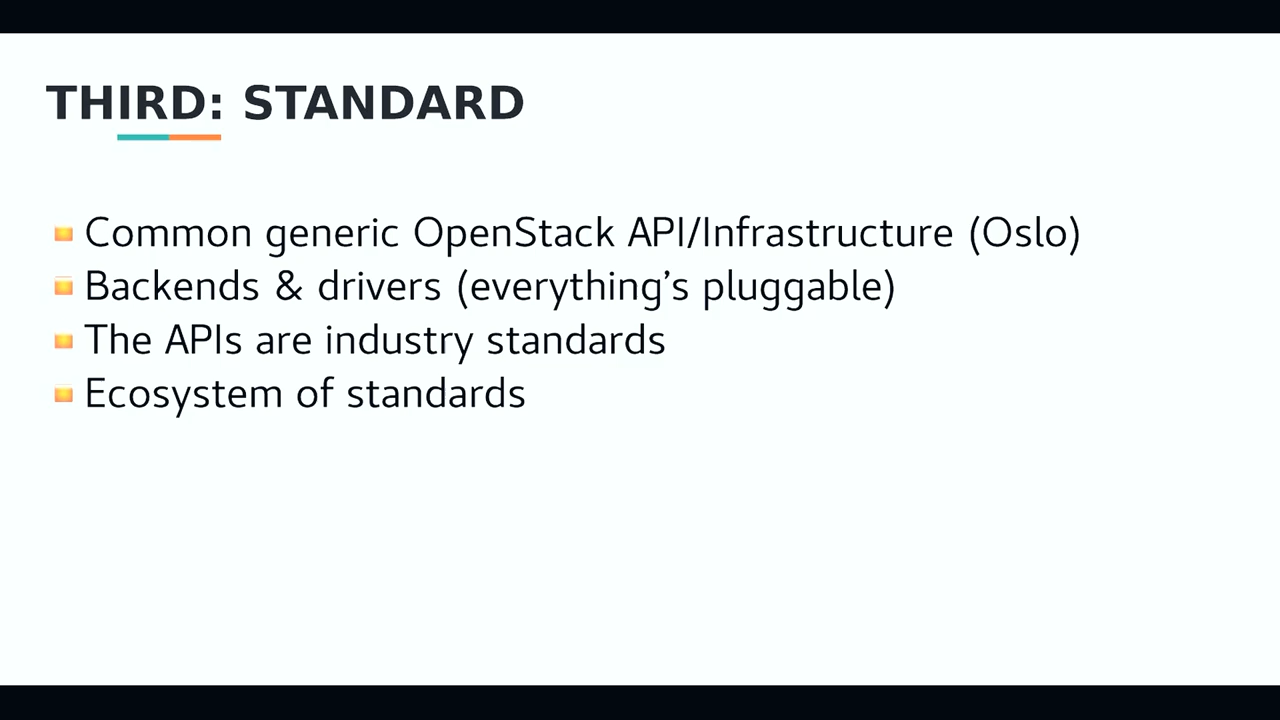 THIRD: STANDARD
Common generic OpenStack API/Infrastructure (Oslo)
Backends & drivers (everything’s pluggable)
The APIs are industry standards
Ecosystem of standards